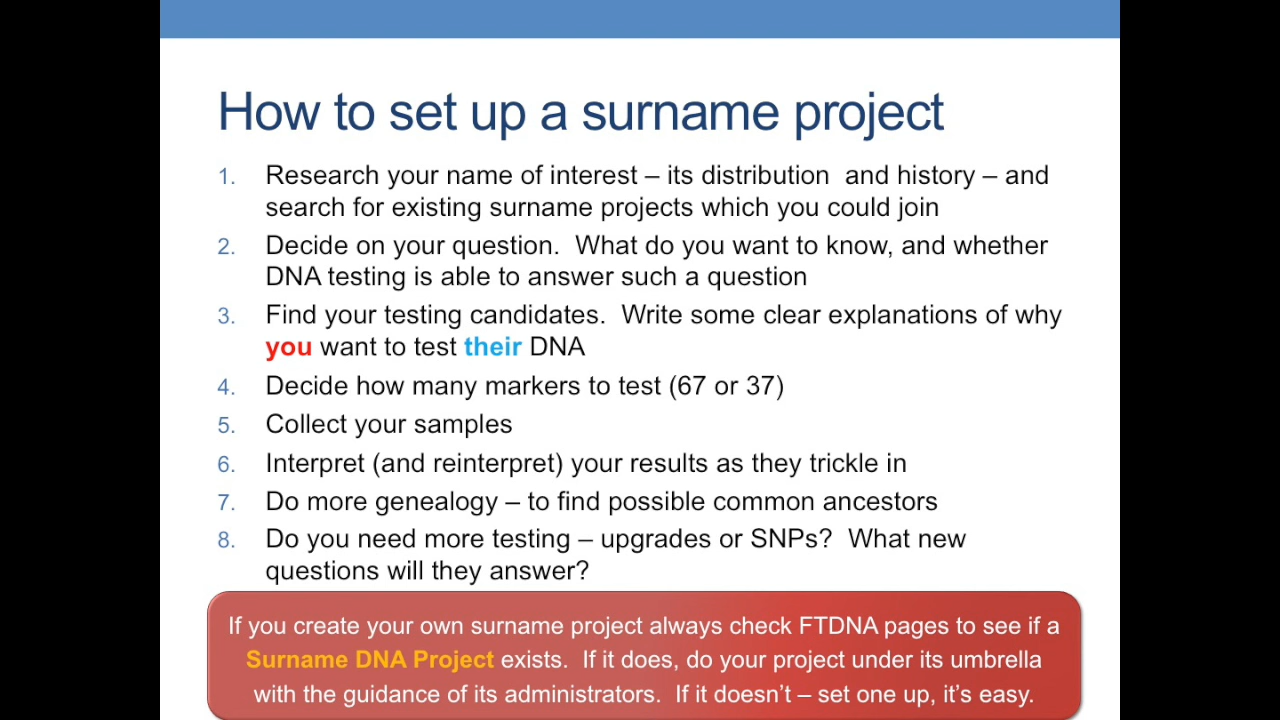 How to set up a surname project
1. Research your name of interest – its distribution  and history – and
search for existing surname projects which you could join
2. Decide on your question.  What do you want to know, and whether
DNA testing is able to answer such a question
3. Find your testing candidates.  Write some clear explanations of why
you want to test their DNA
4. Decide how many markers to test (67 or 37)
5. Collect your samples
6. Interpret (and reinterpret) your results as they trickle in
7. Do more genealogy – to find possible common ancestors
8. Do you need more testing – upgrades or SNPs?  What new
questions will they answer?
If you create your own surname project always check FTDNA pages to see if a
Surname DNA Project exists.  If it does, do your project under its umbrella
with the guidance of its administrators.  If it doesn’t – set one up, it’s easy.